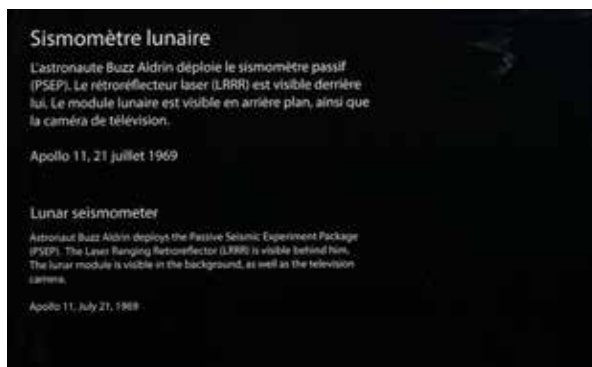 Sismomètre lunaire
L'astronaute Buzz Aldrin déploie le sismomètre passif
(PSEP). Le rétroréflecteur laser (LRRR) est visible derrière
lui. Le module lunaire est visible en arrière plan, ainsi que
la caméra de télévision.
Apollo 11, 21 juillet 1969
Lunar seismometer
Astronaut Buzz Aldrin deploys the Passive Seismic Experiment Package
(PSEP). The Laser Ranging Retroreflector (LRRR) is visible behind him.
The lunar module is visible in the background, as well as the television
camera.
Apollo 11, July 21, 1969